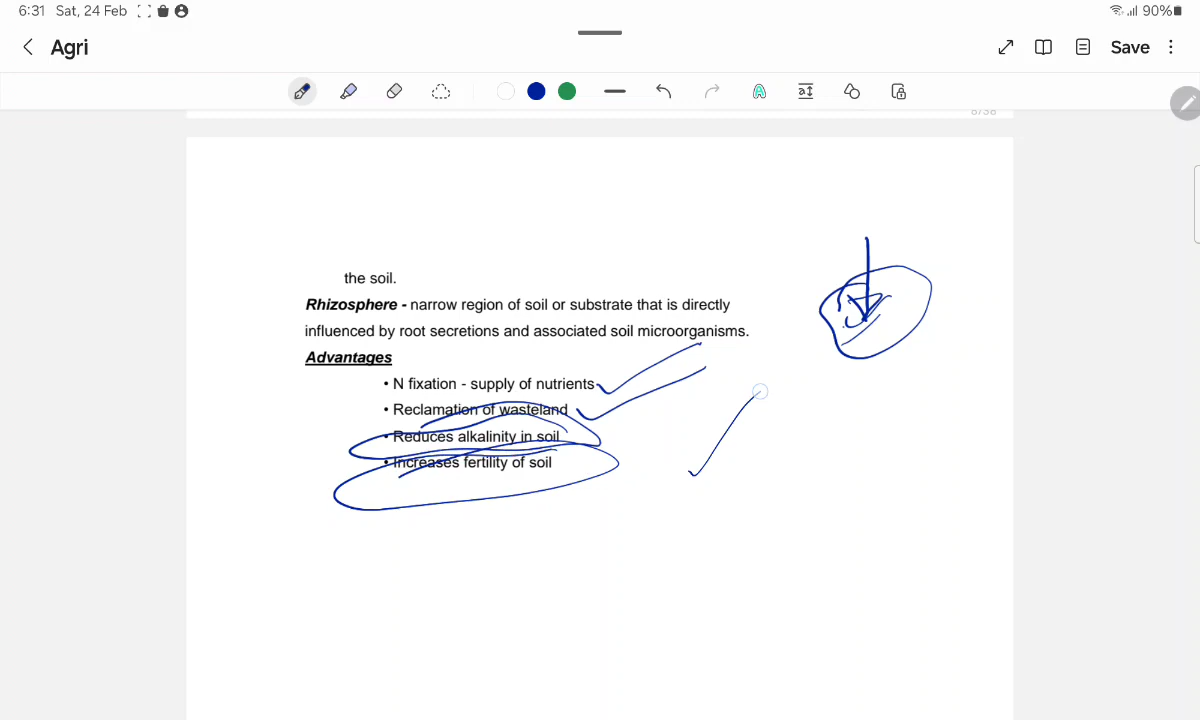 6:31 Sat, 24 Feb 90%
Agri Save
the soil.
Rhizosphere - narrow region of soil or substrate that is directly
influenced by root secretions and associated soil microorganisms.
Advantages
• N fixation - supply of nutrients
• Reclamation of wasteland
• Reduces alkalinity in soil
• Increases fertility of soil